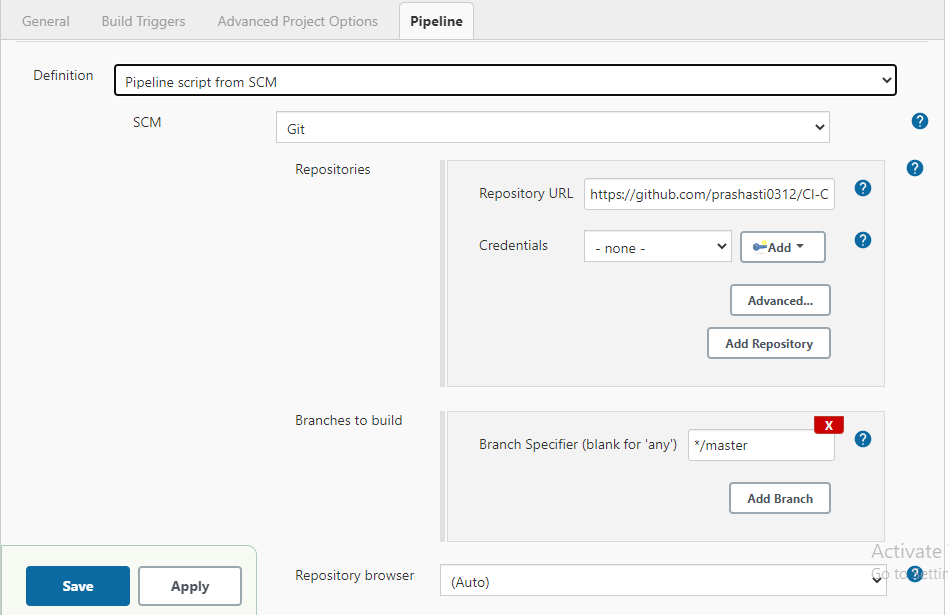 General Build Triggers Advanced Project Options Pipeline
Definition Pipeline script from SCM
SCM Git ?
Repositories ?
Repository URL https://github.com/prashasti0312/CI-C ?
Credentials - none - Add ?
Advanced...
Add Repository
Branches to build
X
Branch Specifier (blank for 'any') */master ?
Add Branch
Activate
Repository browser (Auto) ?
Go to Settin
Save Apply